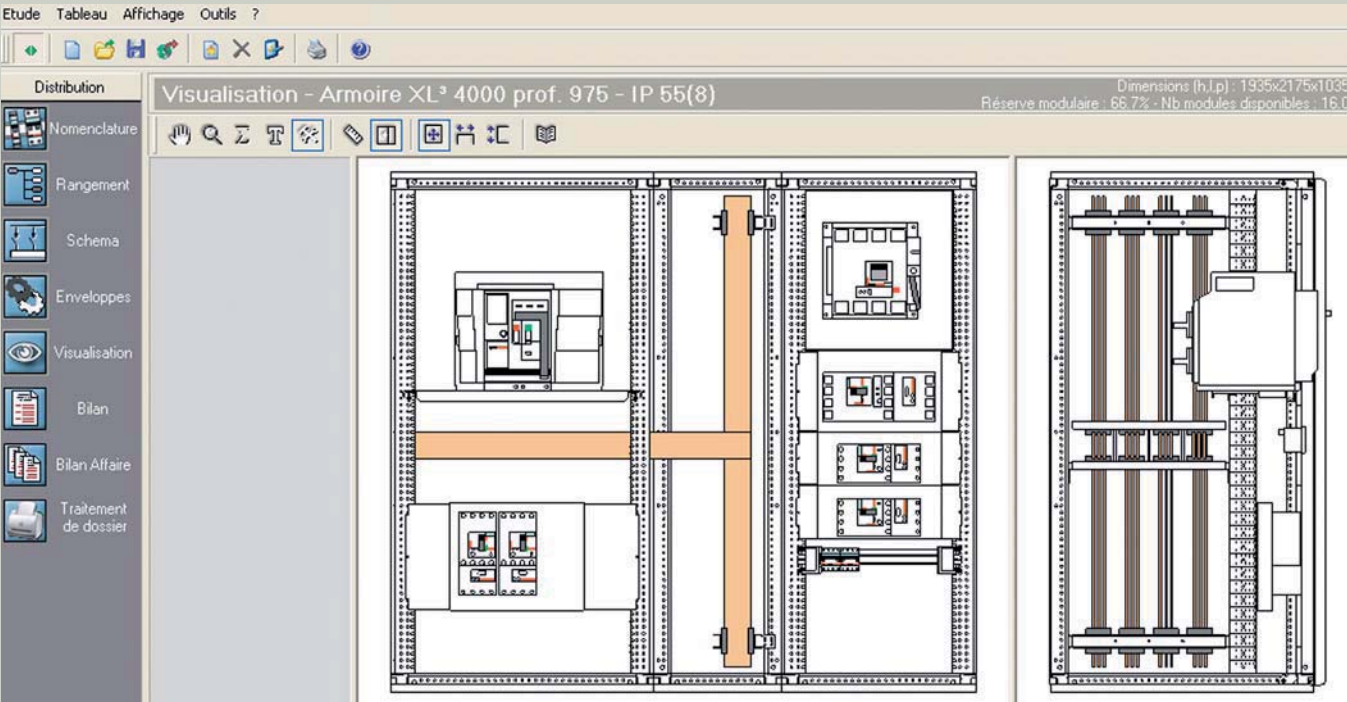 Etude Tableau Affichage Outils ?
Distribution
Visualisation - Armoire XL³ 4000 prof. 975 - IP 55(8)
Dimensions (h,l,p) : 1935x2175x1035
Réserve modulaire : 66.7% - Nb modules disponibles : 16.0
Nomenclature
Rangement
Schema
Enveloppes
Visualisation
Bilan
Bilan Affaire
Traitement
de dossier